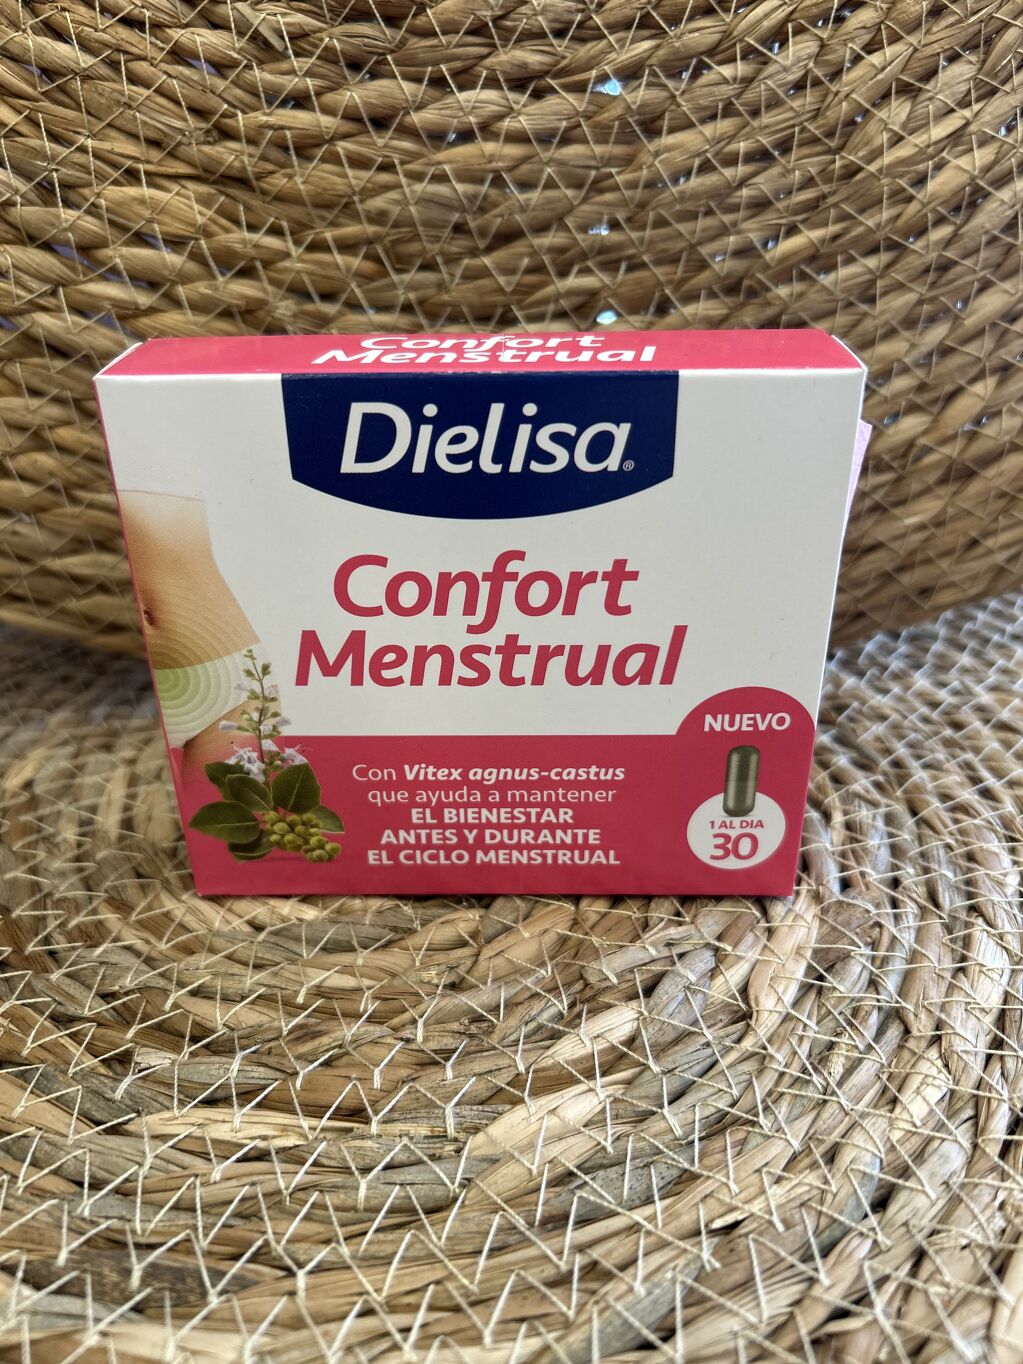 Confort
Menstrual
Dielisa®
Confort
Menstrual
NUEVO
Con Vitex agnus-castus
que ayuda a mantener
EL BIENESTAR
ANTES Y DURANTE
EL CICLO MENSTRUAL
1 AL DIA
30